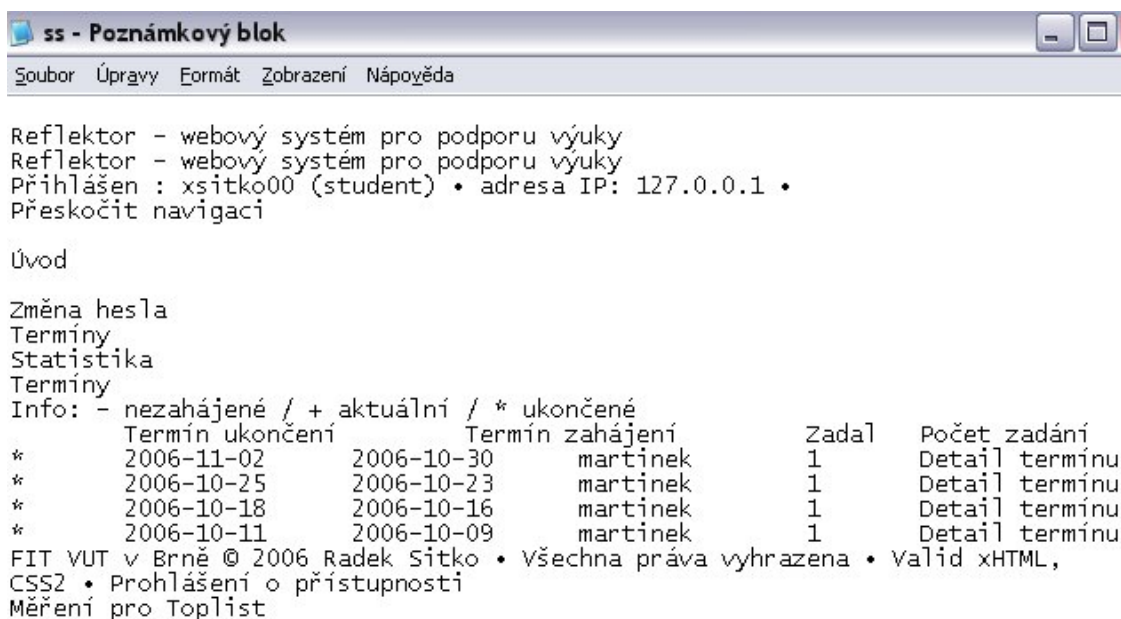 ss - Poznámkový blok
Soubor Úpravy Formát Zobrazení Nápověda
Reflektor - webový systém pro podporu výuky
Reflektor - webový systém pro podporu výuky
Přihlášen : xsitko00 (student) • adresa IP: 127.0.0.1 •
Přeskočit navigaci
Úvod
Změna hesla
Termíny
Statistika
Termíny
Info: - nezahájené / + aktuální / * ukončené
Termín ukončení Termín zahájení Zadal Počet zadání
* 2006-11-02 2006-10-30 martinek 1 Detail termínu
* 2006-10-25 2006-10-23 martinek 1 Detail termínu
* 2006-10-18 2006-10-16 martinek 1 Detail termínu
* 2006-10-11 2006-10-09 martinek 1 Detail termínu
FIT VUT v Brně © 2006 Radek Sitko • Všechna práva vyhrazena • Valid xHTML,
CSS2 • Prohlášení o přístupnosti
Měření pro Toplist